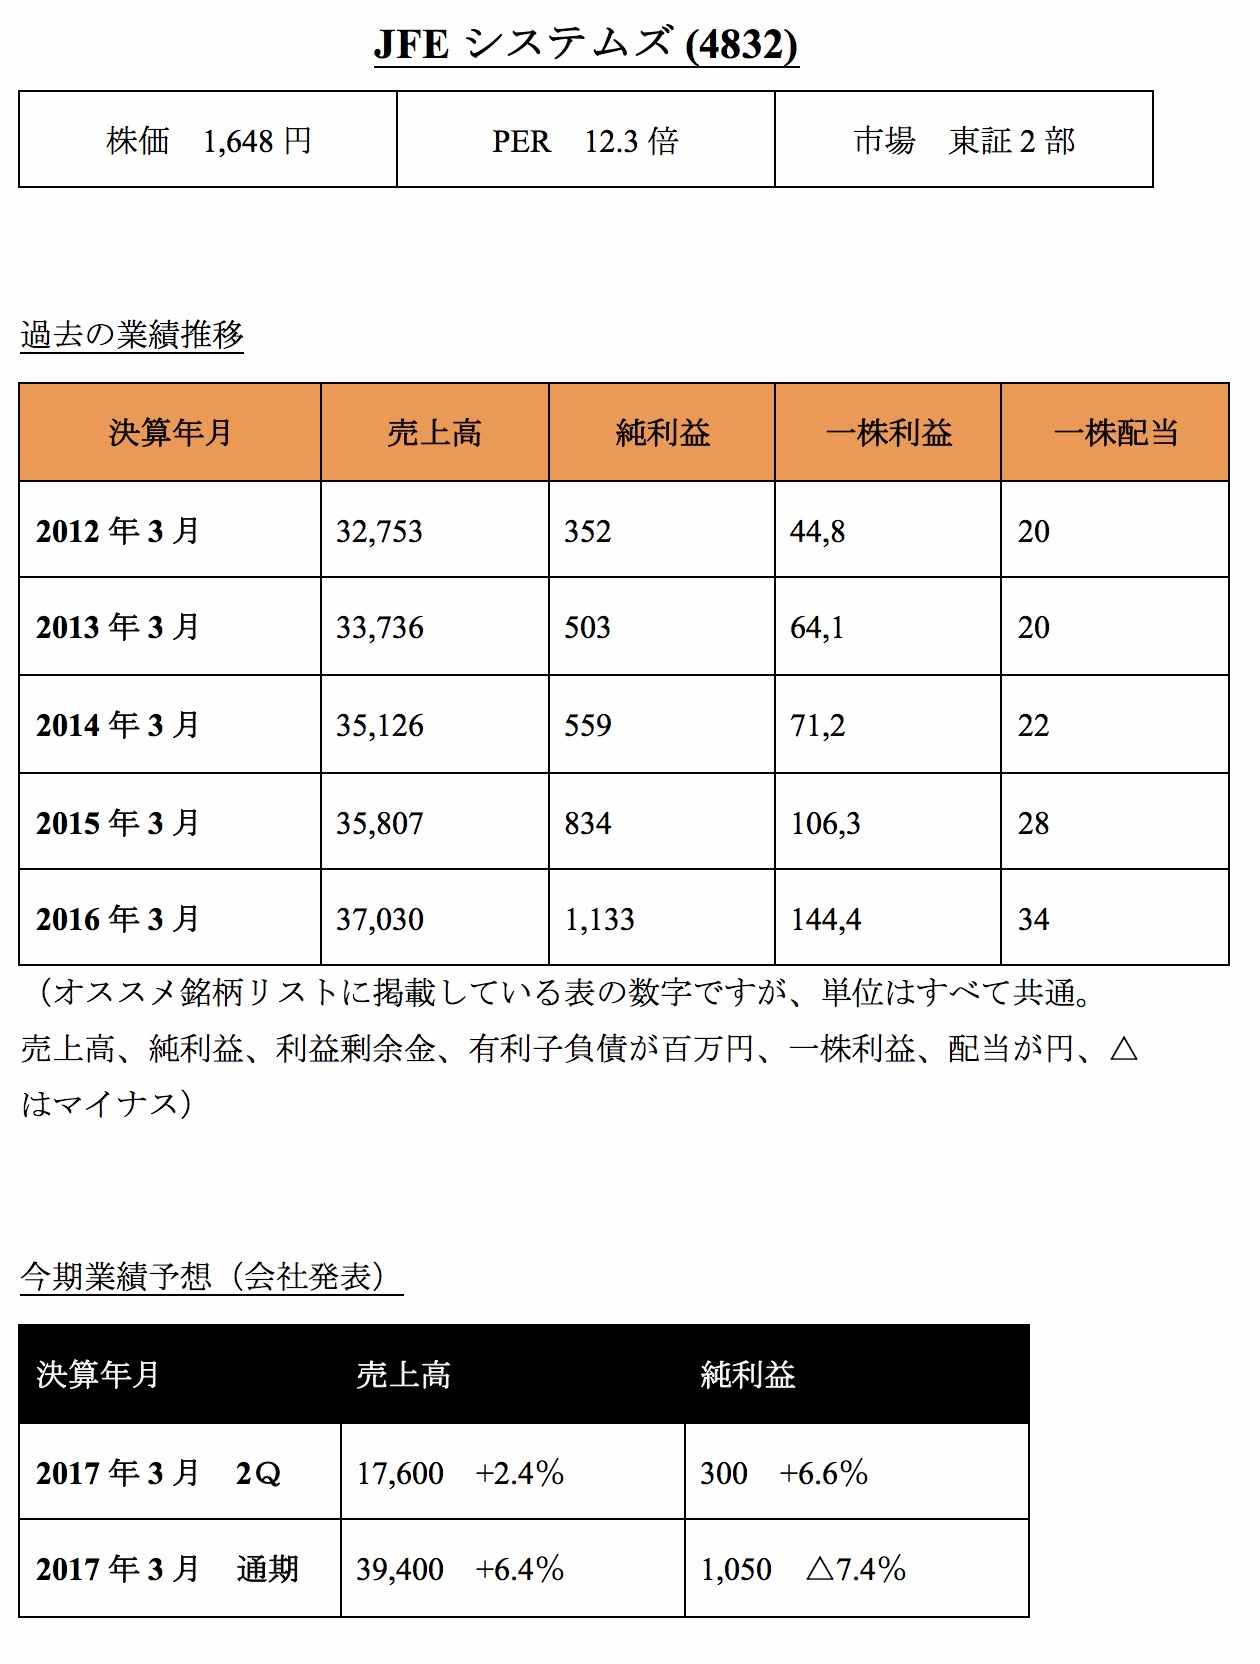 JFE システムズ (4832)
株価　1,648 円　PER　12.3 倍　市場　東証 2 部
過去の業績推移
決算年月　売上高　純利益　一株利益　一株配当
2012 年 3 月　32,753　352　44,8　20
2013 年 3 月　33,736　503　64,1　20
2014 年 3 月　35,126　559　71,2　22
2015 年 3 月　35,807　834　106,3　28
2016 年 3 月　37,030　1,133　144,4　34
（オススメ銘柄リストに掲載している表の数字ですが、単位はすべて共通。
売上高、純利益、利益剰余金、有利子負債が百万円、一株利益、配当が円、△
はマイナス）
今期業績予想（会社発表）
決算年月　売上高　純利益
2017 年 3 月　2Ｑ　17,600　+2.4％　300　+6.6％
2017 年 3 月　通期　39,400　+6.4％　1,050　△7.4％